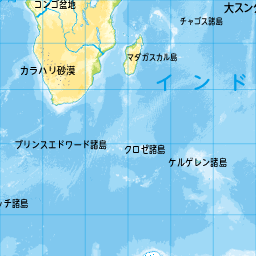 コンゴ盆地
大スン
チャゴス諸島
マダガスカル島
カラハリ砂漠
インド
プリンスエドワード諸島
クロゼ諸島
ケルゲレン諸島
ッチ諸島